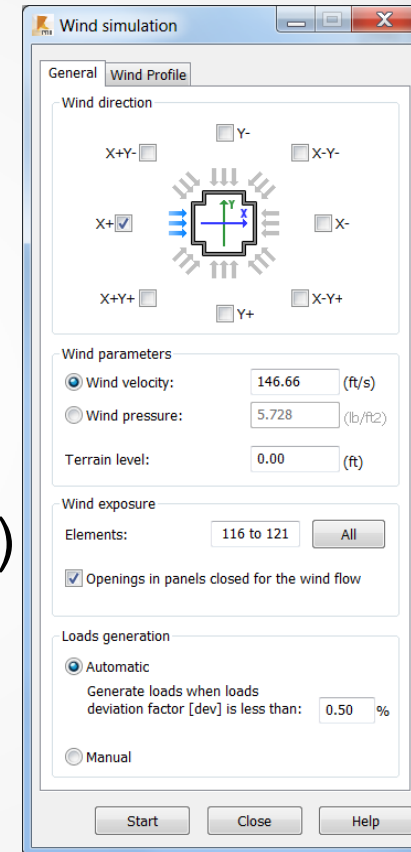 Wind simulation
General Wind Profile
Wind direction
Y-
X+Y- X-Y-
Y
X
X+ X-
X+Y+ X-Y+
Y+
Wind parameters
Wind velocity: 146.66 (ft/s)
Wind pressure: 5.728 (lb/ft2)
Terrain level: 0.00 (ft)
Wind exposure
Elements: 116 to 121 All
)
Openings in panels closed for the wind flow
Loads generation
Automatic
Generate loads when loads
deviation factor [dev] is less than: 0.50 %
Manual
Start Close Help